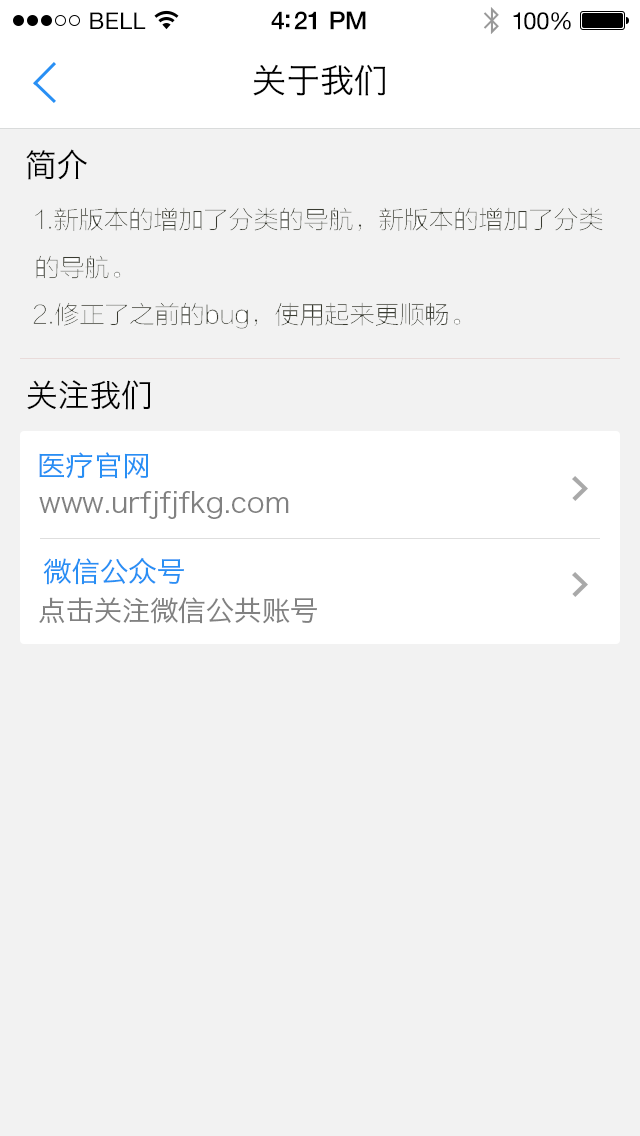 BELL 4:21 PM 100%
关于我们
简介
1.新版本的增加了分类的导航，新版本的增加了分类
的导航。
2.修正了之前的bug，使用起来更顺畅。
关注我们
医疗官网
www.urfjfjfkg.com
微信公众号
点击关注微信公共账号